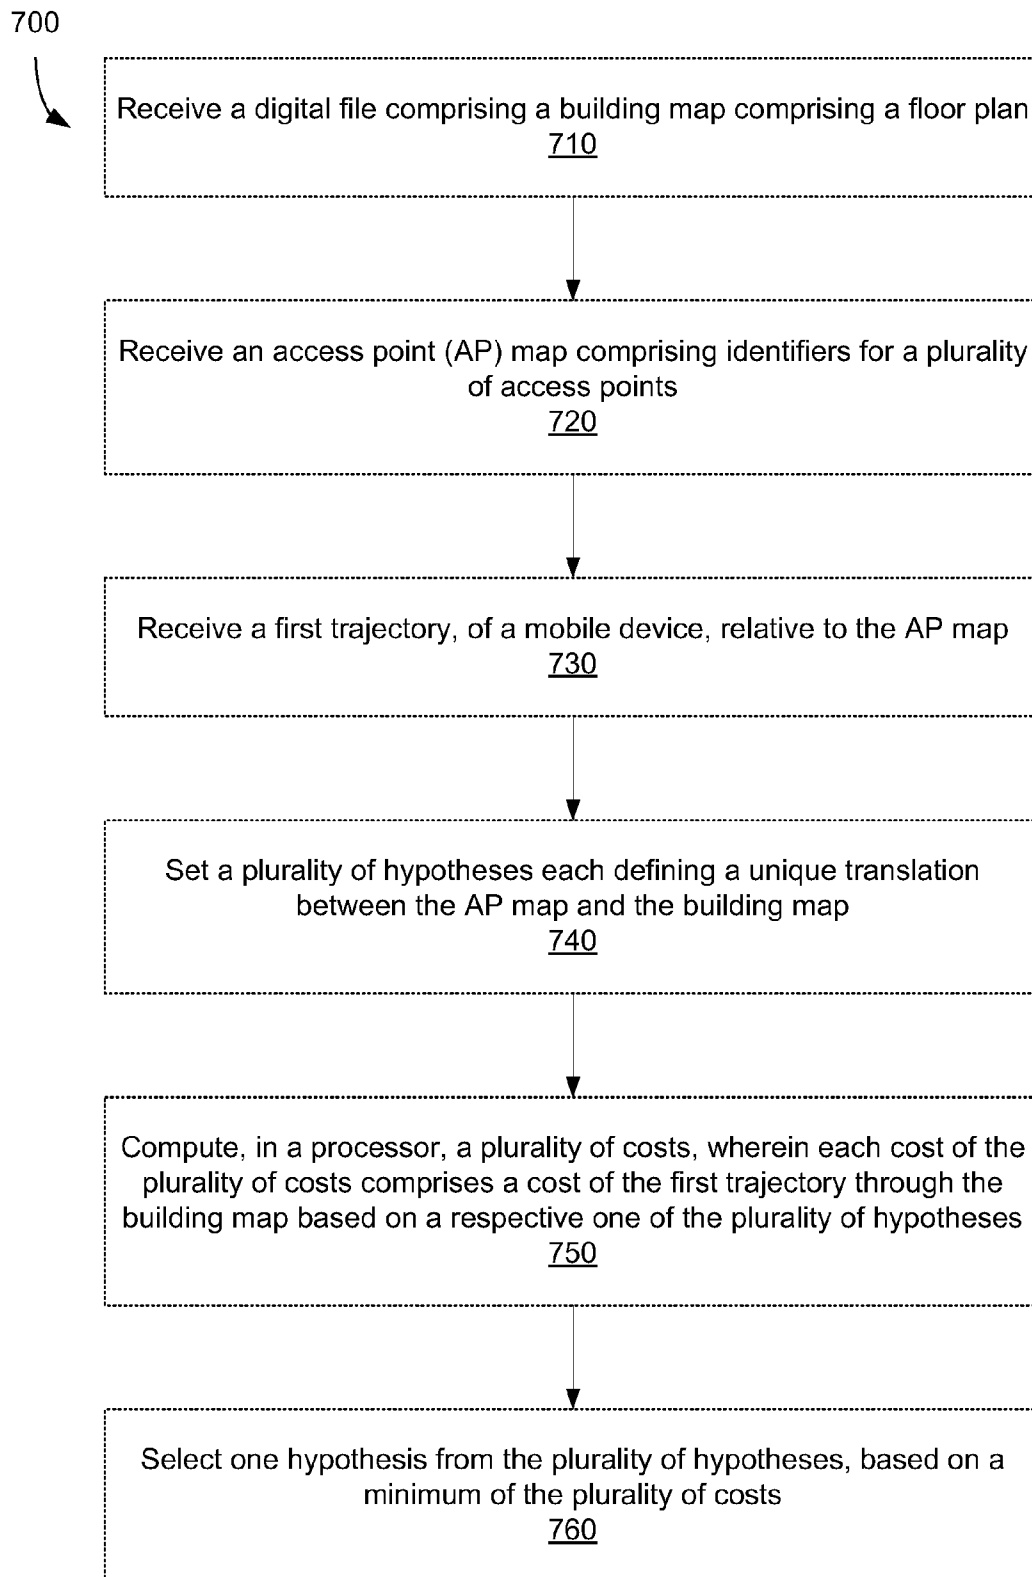 700
Receive a digital file comprising a building map comprising a floor plan
710
Receive an access point (AP) map comprising identifiers for a plurality
of access points
720
Receive a first trajectory, of a mobile device, relative to the AP map
730
Set a plurality of hypotheses each defining a unique translation
between the AP map and the building map
740
Compute, in a processor, a plurality of costs, wherein each cost of the
plurality of costs comprises a cost of the first trajectory through the
building map based on a respective one of the plurality of hypotheses
750
Select one hypothesis from the plurality of hypotheses, based on a
minimum of the plurality of costs
760